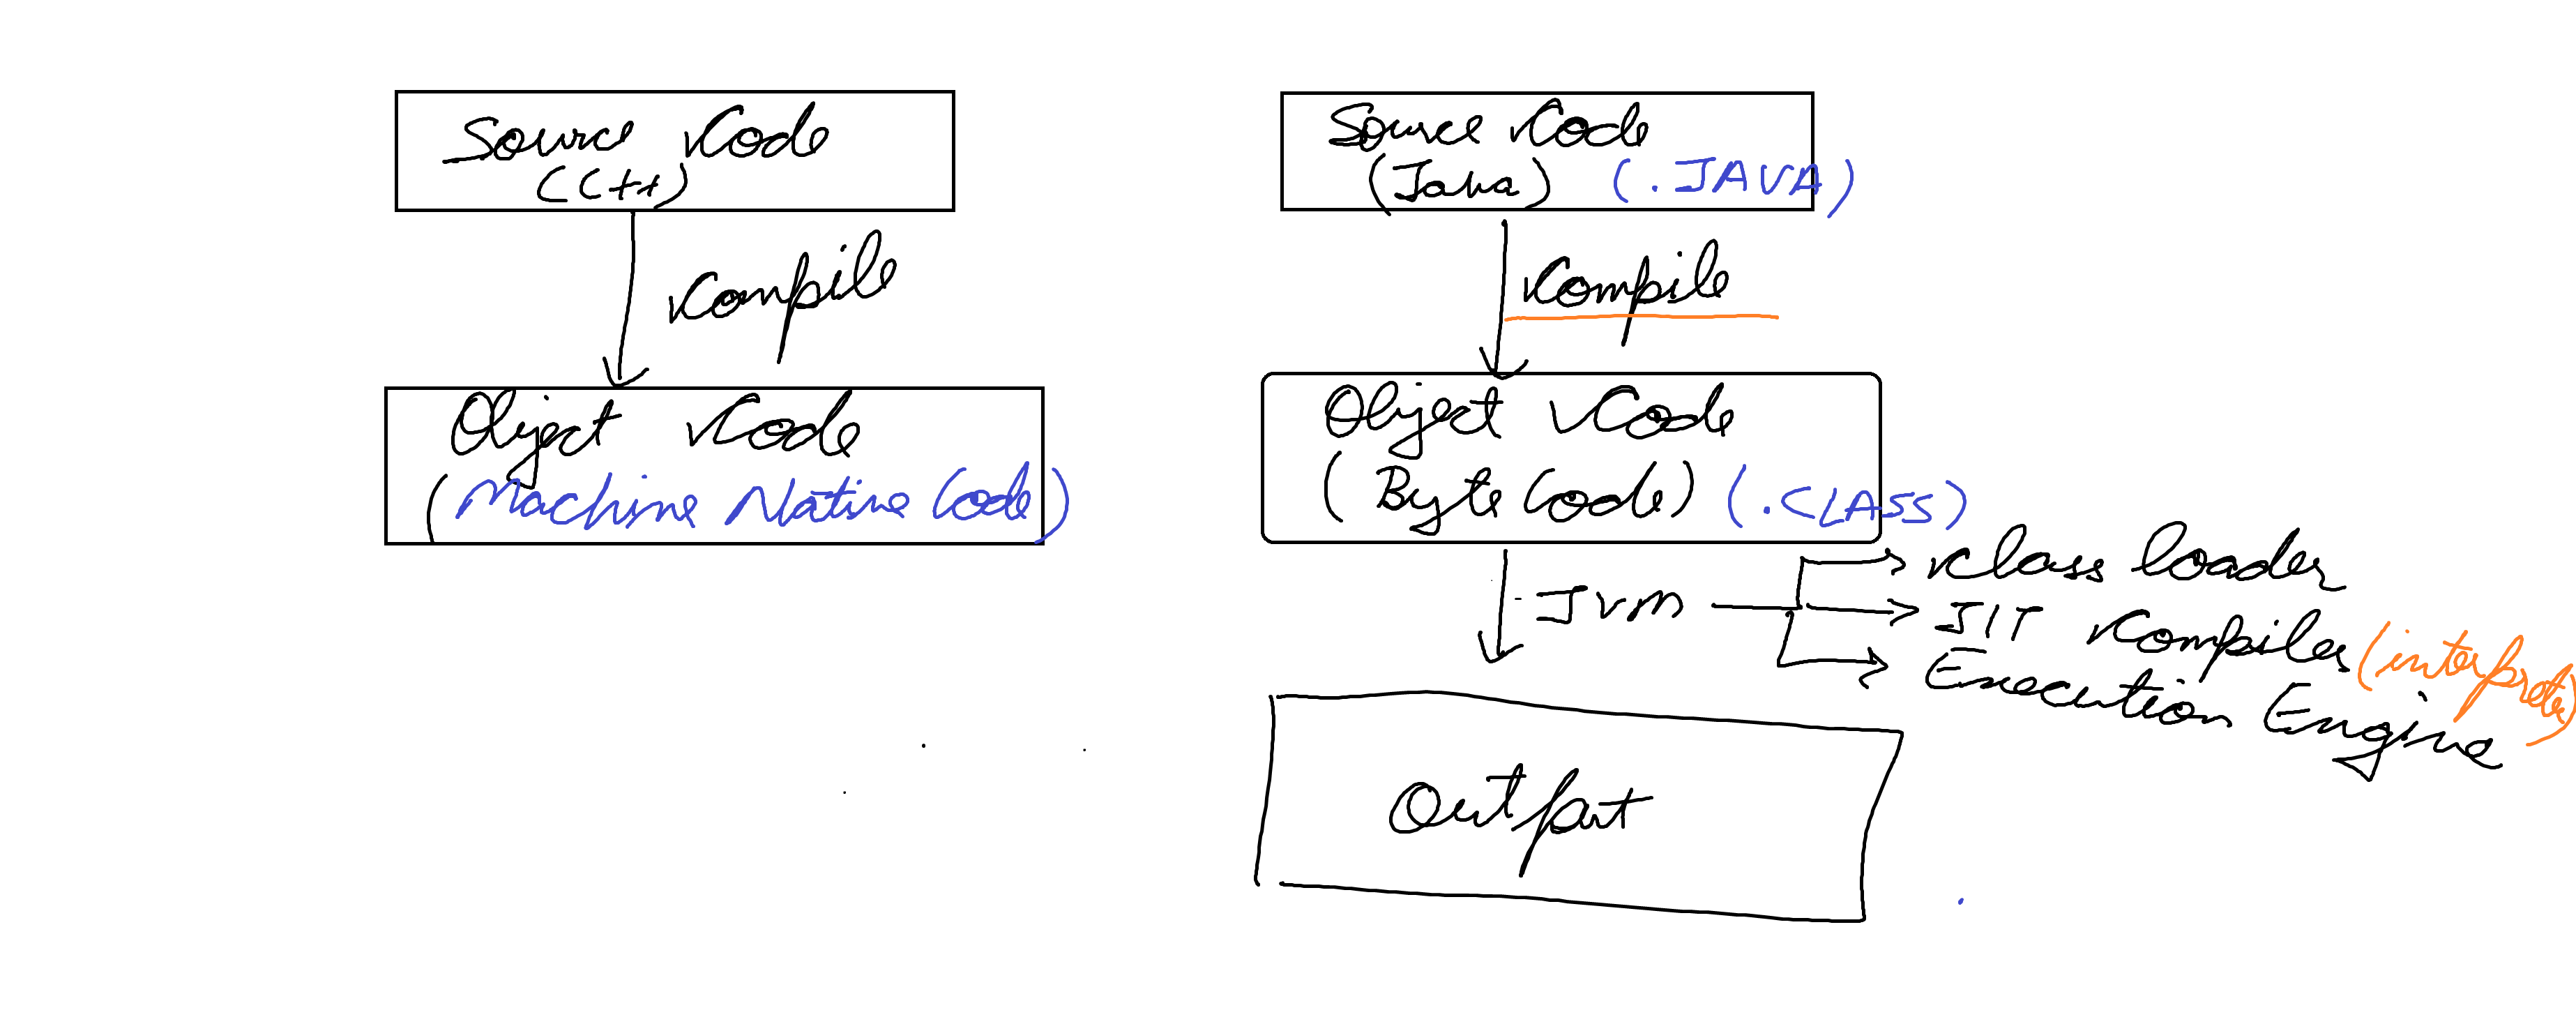 Source Code
(C++)
Compile
Object Code
(Machine Native Code)
Source Code
(Java) (.JAVA)
Compile
Object Code
(Byte Code) (.CLASS)
JVM
Class loader
JIT Compiler (interpreter)
Execution Engine
Output